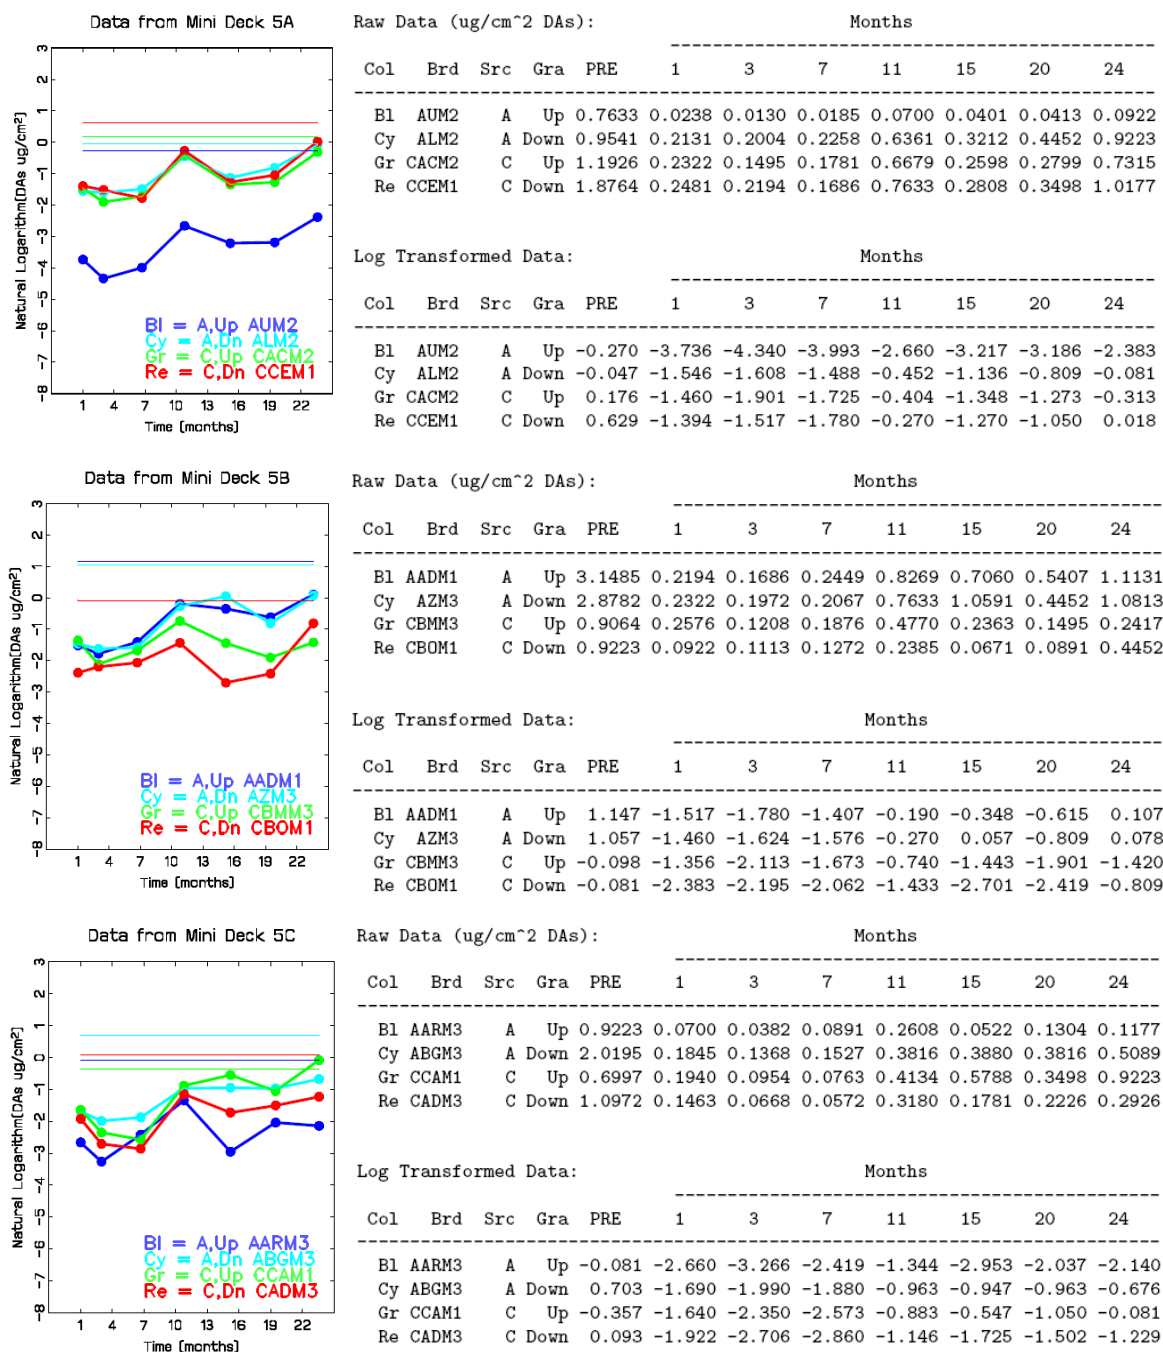 Data from Mini Deck 5A
Natural Logarithm[DAs ug/cm²]
3
2
1
0
-1
-2
-3
-4
-5
-6
-7
-8
Bl = A,Up AUM2
Cy = A,Dn ALM2
Gr = C,Up CACM2
Re = C,Dn CCEM1
1 4 7 10 13 16 19 22
Time [months]
Raw Data (ug/cm^2 DAs): Months
Col Brd Src Gra PRE 1 3 7 11 15 20 24
Bl AUM2 A Up 0.7633 0.0238 0.0130 0.0185 0.0700 0.0401 0.0413 0.0922
Cy ALM2 A Down 0.9541 0.2131 0.2004 0.2258 0.6361 0.3212 0.4452 0.9223
Gr CACM2 C Up 1.1926 0.2322 0.1495 0.1781 0.6679 0.2598 0.2799 0.7315
Re CCEM1 C Down 1.8764 0.2481 0.2194 0.1686 0.7633 0.2808 0.3498 1.0177
Log Transformed Data: Months
Col Brd Src Gra PRE 1 3 7 11 15 20 24
Bl AUM2 A Up -0.270 -3.736 -4.340 -3.993 -2.660 -3.217 -3.186 -2.383
Cy ALM2 A Down -0.047 -1.546 -1.608 -1.488 -0.452 -1.136 -0.809 -0.081
Gr CACM2 C Up 0.176 -1.460 -1.901 -1.725 -0.404 -1.348 -1.273 -0.313
Re CCEM1 C Down 0.629 -1.394 -1.517 -1.780 -0.270 -1.270 -1.050 0.018
Data from Mini Deck 5B
Natural Logarithm[DAs ug/cm²]
3
2
1
0
-1
-2
-3
-4
-5
-6
-7
-8
Bl = A,Up AADM1
Cy = A,Dn AZM3
Gr = C,Up CBMM3
Re = C,Dn CBOM1
1 4 7 10 13 16 19 22
Time [months]
Raw Data (ug/cm^2 DAs): Months
Col Brd Src Gra PRE 1 3 7 11 15 20 24
Bl AADM1 A Up 3.1485 0.2194 0.1686 0.2449 0.8269 0.7060 0.5407 1.1131
Cy AZM3 A Down 2.8782 0.2322 0.1972 0.2067 0.7633 1.0591 0.4452 1.0813
Gr CBMM3 C Up 0.9064 0.2576 0.1208 0.1876 0.4770 0.2363 0.1495 0.2417
Re CBOM1 C Down 0.9223 0.0922 0.1113 0.1272 0.2385 0.0671 0.0891 0.4452
Log Transformed Data: Months
Col Brd Src Gra PRE 1 3 7 11 15 20 24
Bl AADM1 A Up 1.147 -1.517 -1.780 -1.407 -0.190 -0.348 -0.615 0.107
Cy AZM3 A Down 1.057 -1.460 -1.624 -1.576 -0.270 0.057 -0.809 0.078
Gr CBMM3 C Up -0.098 -1.356 -2.113 -1.673 -0.740 -1.443 -1.901 -1.420
Re CBOM1 C Down -0.081 -2.383 -2.195 -2.062 -1.433 -2.701 -2.419 -0.809
Data from Mini Deck 5C
Natural Logarithm[DAs ug/cm²]
3
2
1
0
-1
-2
-3
-4
-5
-6
-7
-8
Bl = A,Up AARM3
Cy = A,Dn ABGM3
Gr = C,Up CCAM1
Re = C,Dn CADM3
1 4 7 10 13 16 19 22
Time [months]
Raw Data (ug/cm^2 DAs): Months
Col Brd Src Gra PRE 1 3 7 11 15 20 24
Bl AARM3 A Up 0.9223 0.0700 0.0382 0.0891 0.2608 0.0522 0.1304 0.1177
Cy ABGM3 A Down 2.0195 0.1845 0.1368 0.1527 0.3816 0.3880 0.3816 0.5089
Gr CCAM1 C Up 0.6997 0.1940 0.0954 0.0763 0.4134 0.5788 0.3498 0.9223
Re CADM3 C Down 1.0972 0.1463 0.0668 0.0572 0.3180 0.1781 0.2226 0.2926
Log Transformed Data: Months
Col Brd Src Gra PRE 1 3 7 11 15 20 24
Bl AARM3 A Up -0.081 -2.660 -3.266 -2.419 -1.344 -2.953 -2.037 -2.140
Cy ABGM3 A Down 0.703 -1.690 -1.990 -1.880 -0.963 -0.947 -0.963 -0.676
Gr CCAM1 C Up -0.357 -1.640 -2.350 -2.573 -0.883 -0.547 -1.050 -0.081
Re CADM3 C Down 0.093 -1.922 -2.706 -2.860 -1.146 -1.725 -1.502 -1.229